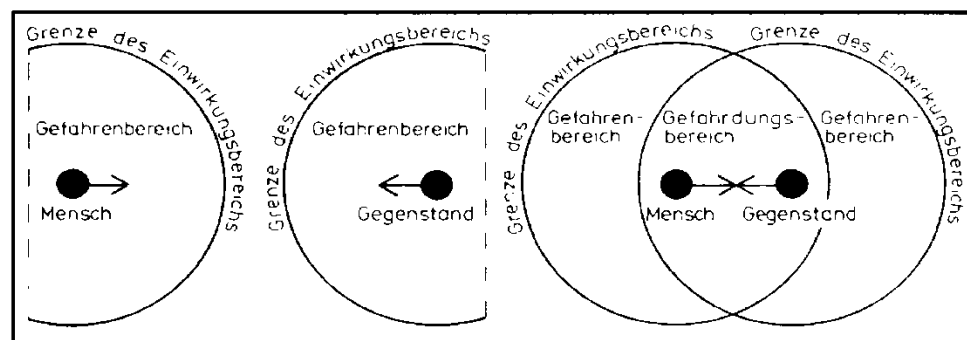 Grenze des Einwirkungsbereichs
Gefahrenbereich
Mensch
Grenze des Einwirkungsbereichs
Gefahrenbereich
Gegenstand
Grenze des Einwirkungsbereichs
Gefahren-
bereich
Gefährdungs-
bereich
Mensch
Grenze des Einwirkungsbereichs
Gefahren-
bereich
Gegenstand